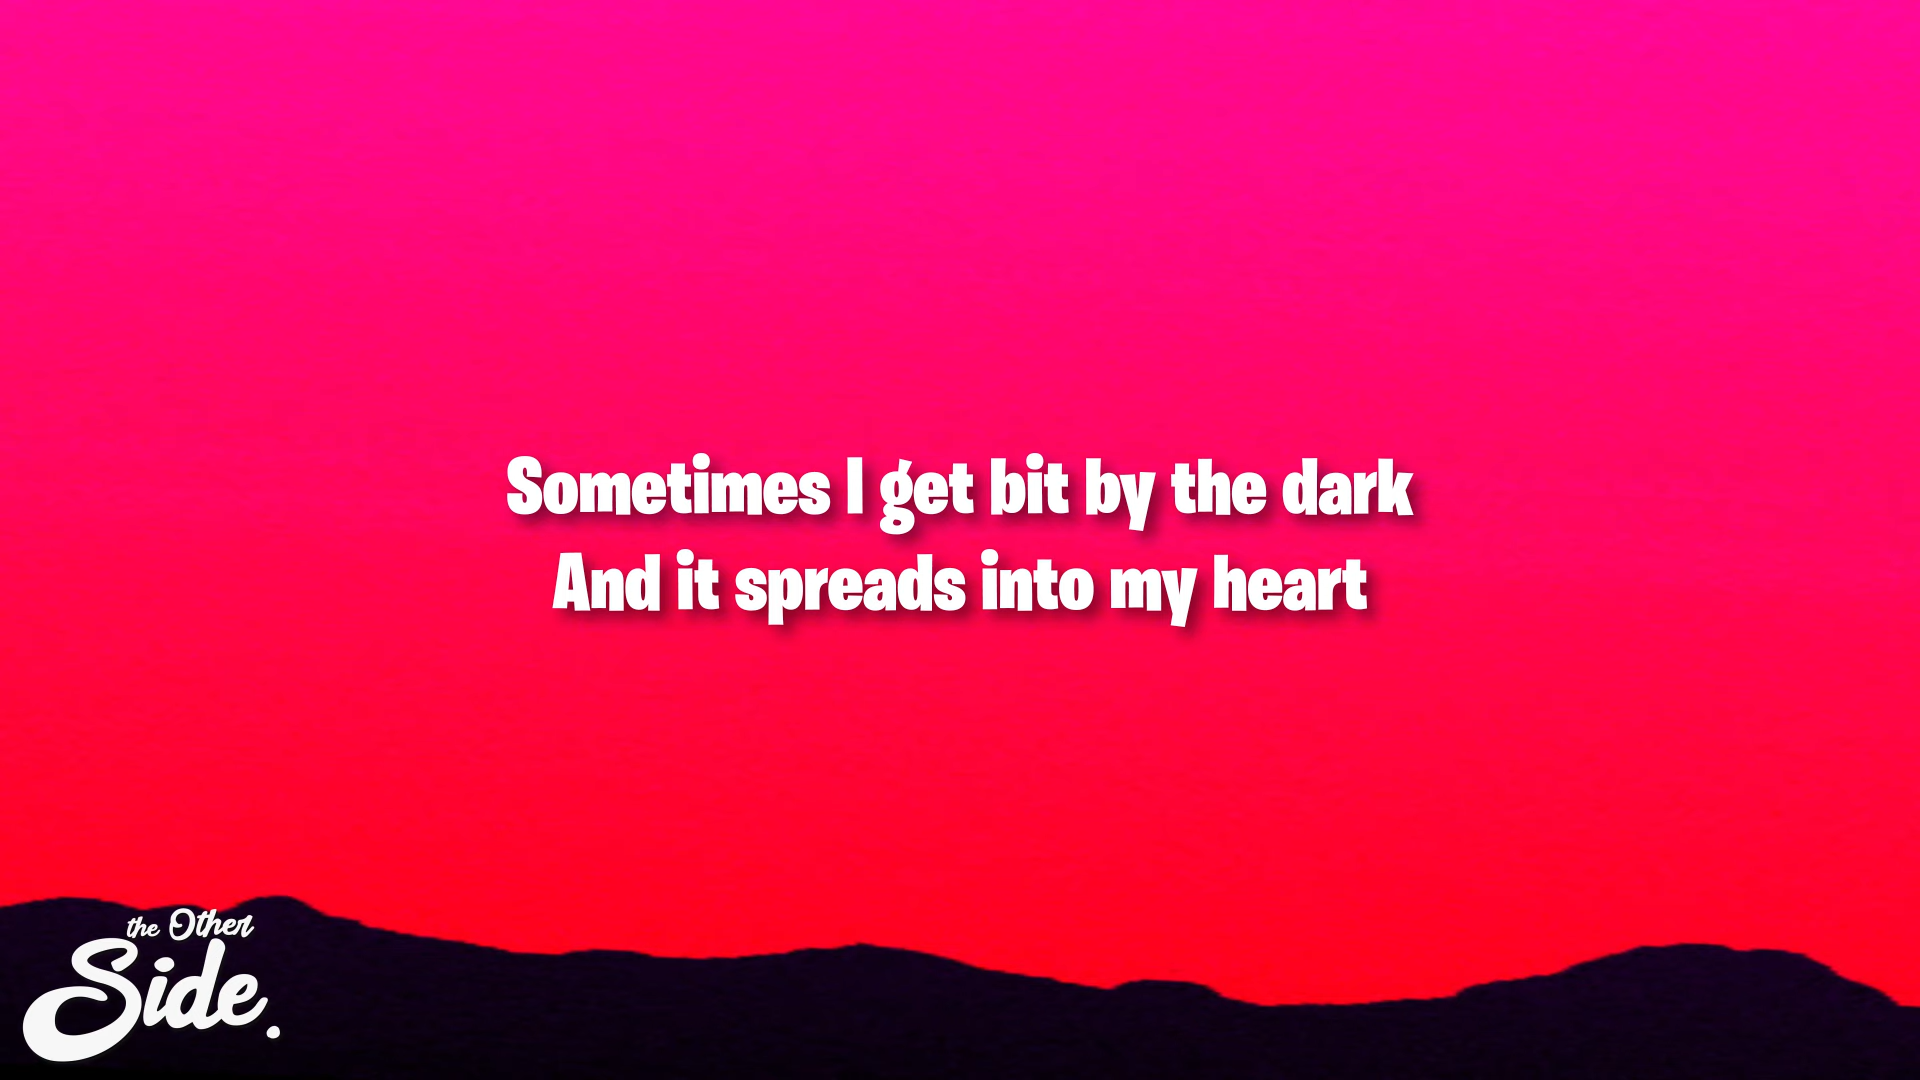 Sometimes I get bit by the dark
And it spreads into my heart
the Other
Side.